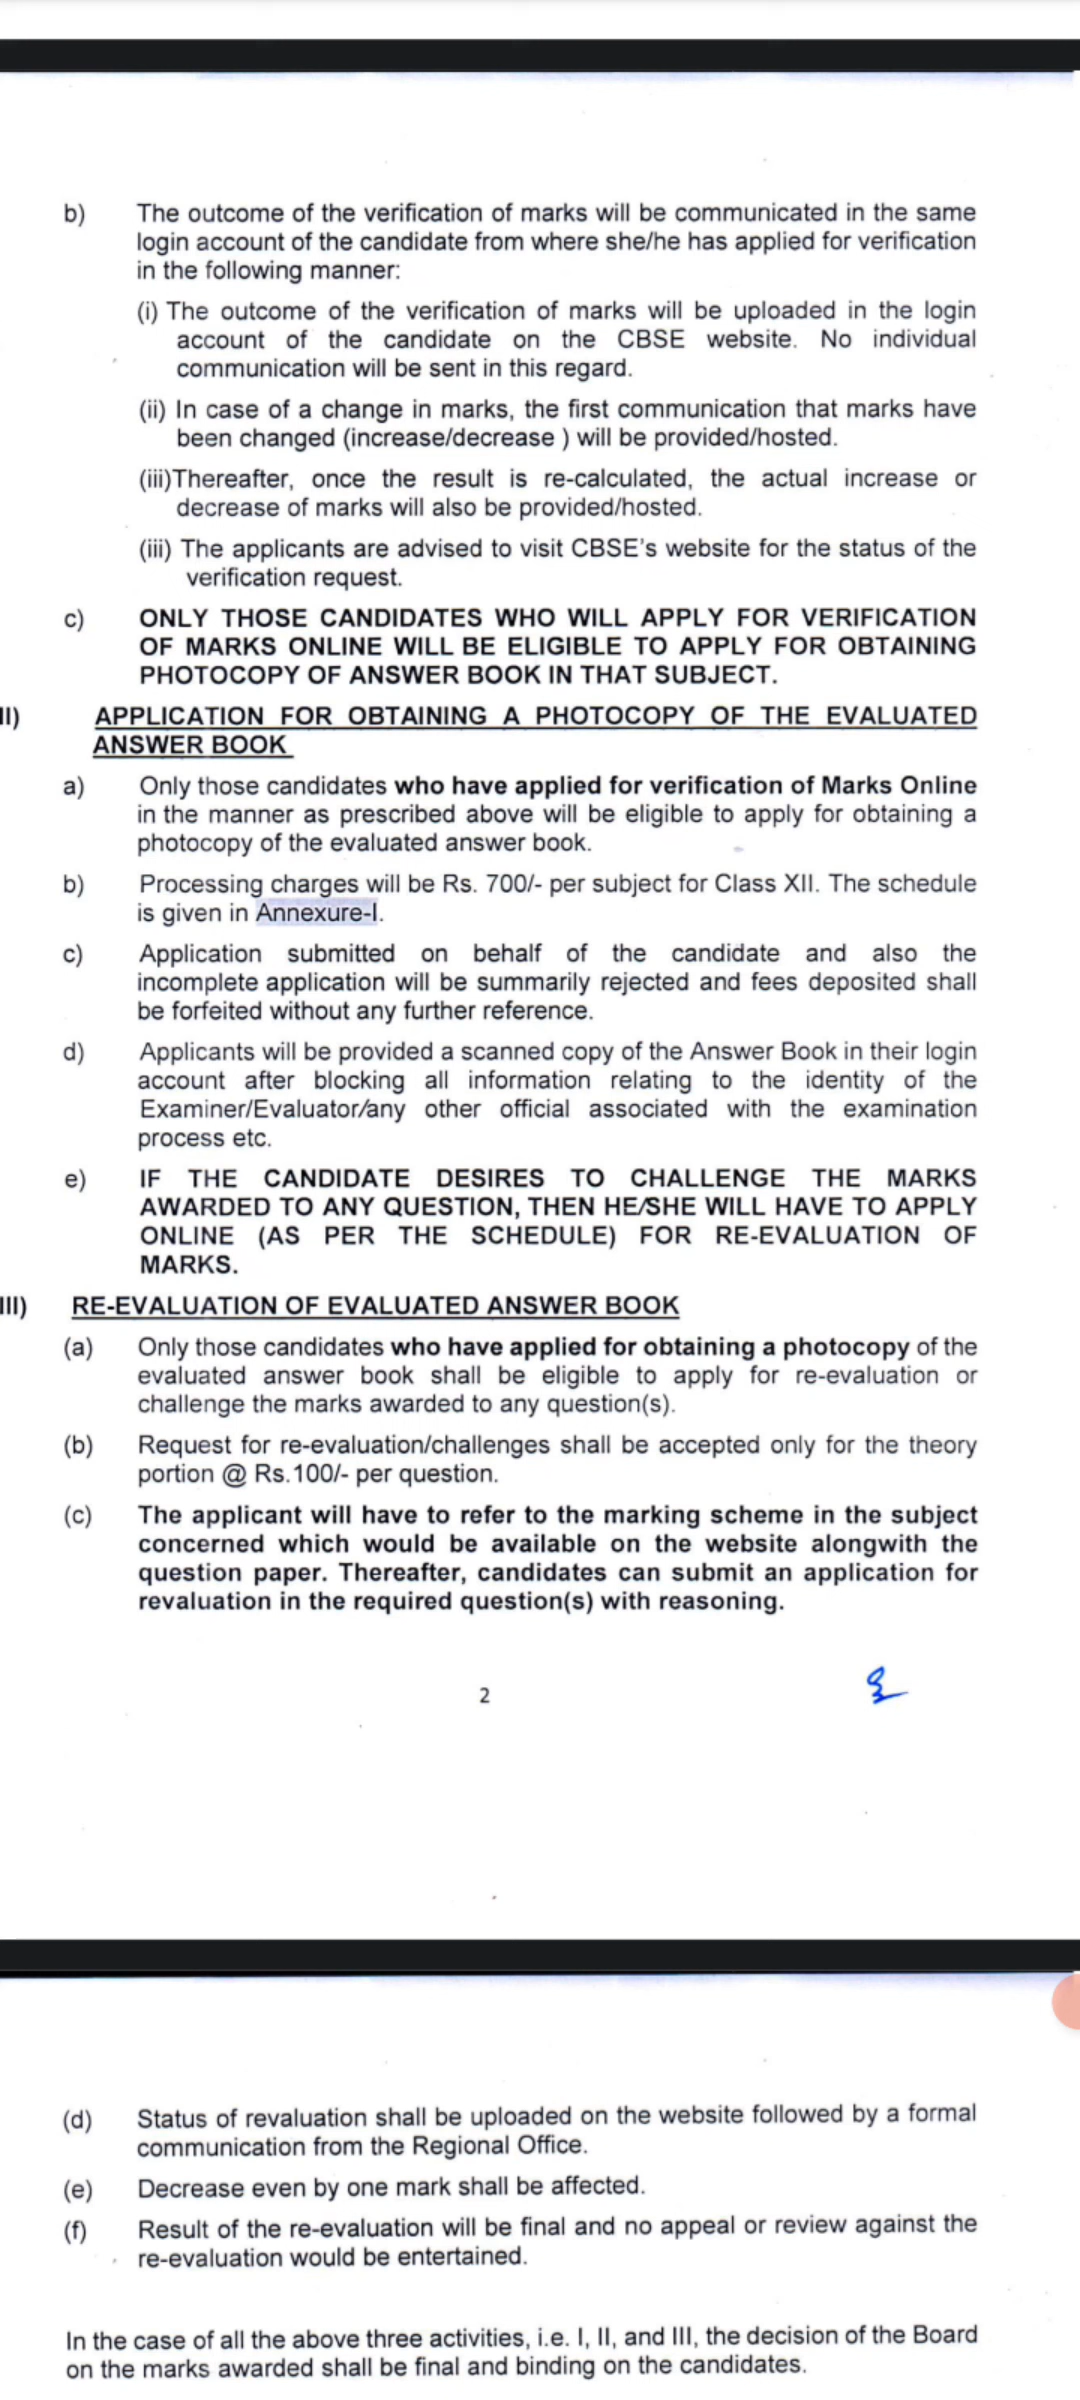 b) The outcome of the verification of marks will be communicated in the same
login account of the candidate from where she/he has applied for verification
in the following manner:
(i) The outcome of the verification of marks will be uploaded in the login
account of the candidate on the CBSE website. No individual
communication will be sent in this regard.
(ii) In case of a change in marks, the first communication that marks have
been changed (increase/decrease ) will be provided/hosted.
(iii)Thereafter, once the result is re-calculated, the actual increase or
decrease of marks will also be provided/hosted.
(iii) The applicants are advised to visit CBSE's website for the status of the
verification request.
c) ONLY THOSE CANDIDATES WHO WILL APPLY FOR VERIFICATION
OF MARKS ONLINE WILL BE ELIGIBLE TO APPLY FOR OBTAINING
PHOTOCOPY OF ANSWER BOOK IN THAT SUBJECT.
II) APPLICATION FOR OBTAINING A PHOTOCOPY OF THE EVALUATED
ANSWER BOOK
a) Only those candidates who have applied for verification of Marks Online
in the manner as prescribed above will be eligible to apply for obtaining a
photocopy of the evaluated answer book.
b) Processing charges will be Rs. 700/- per subject for Class XII. The schedule
is given in Annexure-I.
c) Application submitted on behalf of the candidate and also the
incomplete application will be summarily rejected and fees deposited shall
be forfeited without any further reference.
d) Applicants will be provided a scanned copy of the Answer Book in their login
account after blocking all information relating to the identity of the
Examiner/Evaluator/any other official associated with the examination
process etc.
e) IF THE CANDIDATE DESIRES TO CHALLENGE THE MARKS
AWARDED TO ANY QUESTION, THEN HE/SHE WILL HAVE TO APPLY
ONLINE (AS PER THE SCHEDULE) FOR RE-EVALUATION OF
MARKS.
III) RE-EVALUATION OF EVALUATED ANSWER BOOK
(a) Only those candidates who have applied for obtaining a photocopy of the
evaluated answer book shall be eligible to apply for re-evaluation or
challenge the marks awarded to any question(s).
(b) Request for re-evaluation/challenges shall be accepted only for the theory
portion @ Rs.100/- per question.
(c) The applicant will have to refer to the marking scheme in the subject
concerned which would be available on the website alongwith the
question paper. Thereafter, candidates can submit an application for
revaluation in the required question(s) with reasoning.
2
(d) Status of revaluation shall be uploaded on the website followed by a formal
communication from the Regional Office.
(e) Decrease even by one mark shall be affected.
(f) Result of the re-evaluation will be final and no appeal or review against the
re-evaluation would be entertained.
In the case of all the above three activities, i.e. I, II, and III, the decision of the Board
on the marks awarded shall be final and binding on the candidates.